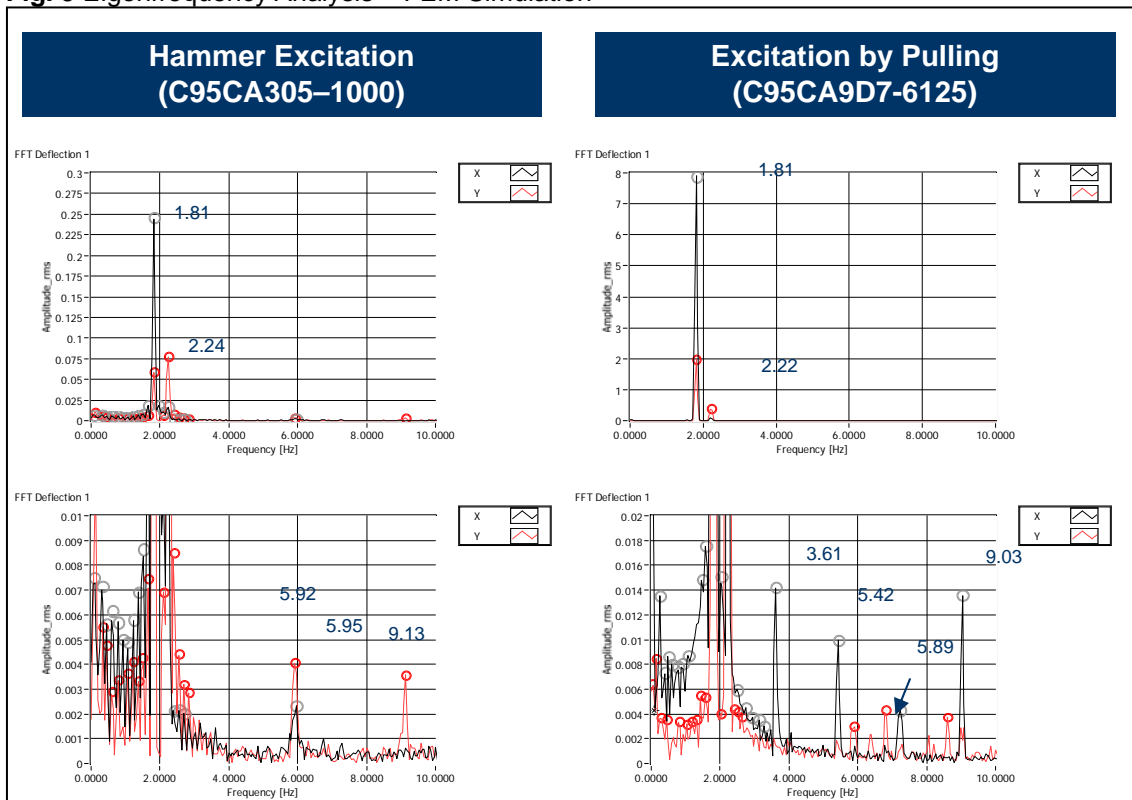 Fig. Eigenfrequency Analysis – FEM Simulation
Hammer Excitation
(C95CA305–1000)
Excitation by Pulling
(C95CA9D7-6125)
FFT Deflection 1
X
Y
0.3
0.275
0.25
0.225
0.2
0.175
0.15
0.125
0.1
0.075
0.05
0.025
0
Amplitude_rms
1.81
2.24
0.0000 2.0000 4.0000 6.0000 8.0000 10.0000
Frequency [Hz]
FFT Deflection 1
X
Y
8
7
6
5
4
3
2
1
0
Amplitude_rms
1.81
2.22
0.0000 2.0000 4.0000 6.0000 8.0000 10.0000
Frequency [Hz]
FFT Deflection 1
X
Y
0.01
0.009
0.008
0.007
0.006
0.005
0.004
0.003
0.002
0.001
0
Amplitude_rms
5.92
5.95
9.13
0.0000 2.0000 4.0000 6.0000 8.0000 10.0000
Frequency [Hz]
FFT Deflection 1
X
Y
0.02
0.018
0.016
0.014
0.012
0.01
0.008
0.006
0.004
0.002
0
Amplitude_rms
3.61
9.03
5.42
5.89
0.0000 2.0000 4.0000 6.0000 8.0000 10.0000
Frequency [Hz]